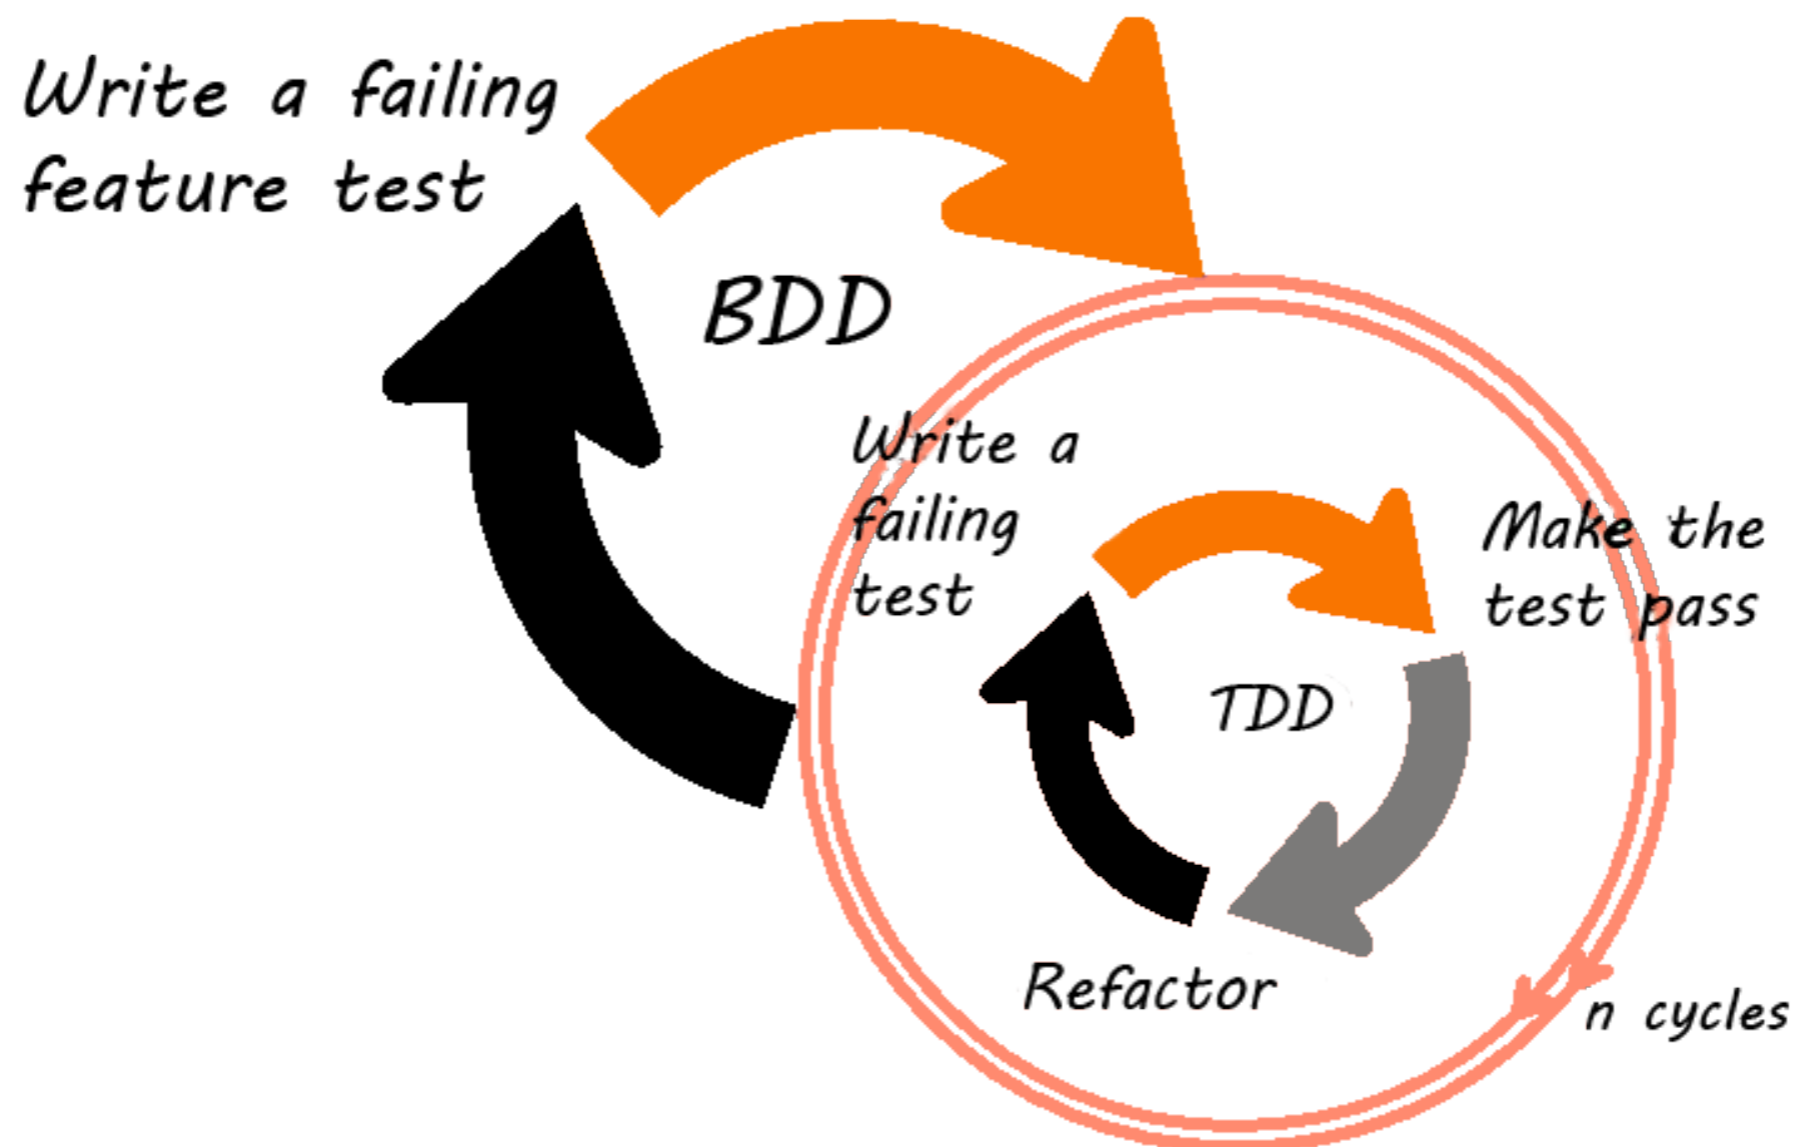 Write a failing
feature test
BDD
Write a
failing
test
Make the
test pass
TDD
Refactor
n cycles